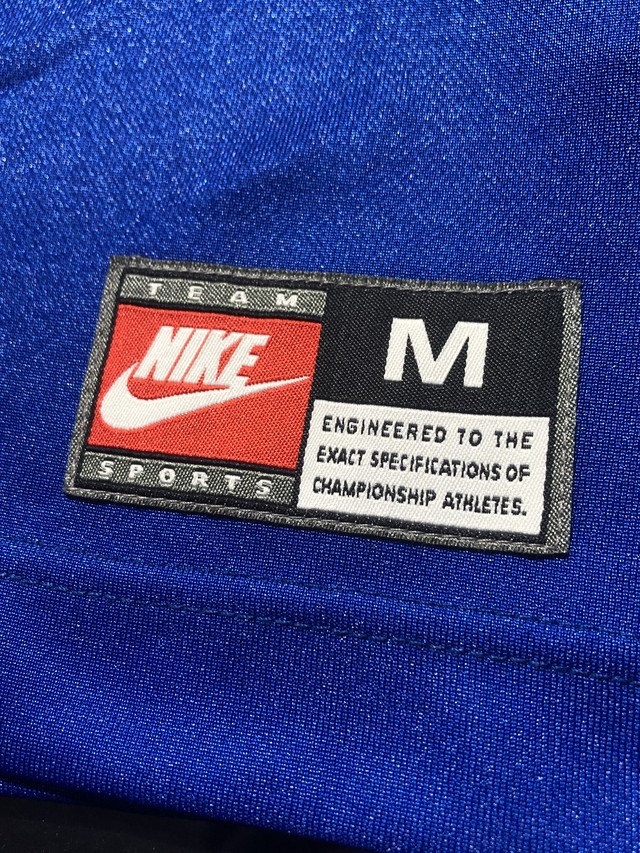 TEAM
NIKE
SPORTS
M
ENGINEERED TO THE
EXACT SPECIFICATIONS OF
CHAMPIONSHIP ATHLETES.